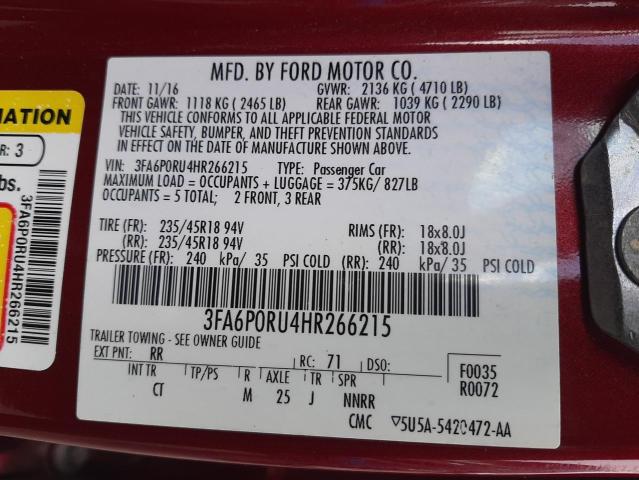 MFD. BY FORD MOTOR CO.
DATE: 11/16 GVWR: 2136 KG ( 4710 LB)
FRONT GAWR: 1118 KG ( 2465 LB) REAR GAWR: 1039 KG ( 2290 LB)
THIS VEHICLE CONFORMS TO ALL APPLICABLE FEDERAL MOTOR
VEHICLE SAFETY, BUMPER, AND THEFT PREVENTION STANDARDS
IN EFFECT ON THE DATE OF MANUFACTURE SHOWN ABOVE.
VIN: 3FA6P0RU4HR266215 TYPE: Passenger Car
MAXIMUM LOAD = OCCUPANTS + LUGGAGE = 375KG/ 827LB
OCCUPANTS = 5 TOTAL; 2 FRONT, 3 REAR
TIRE (FR): 235/45R18 94V RIMS (FR): 18x8.0J
(RR): 235/45R18 94V (RR): 18x8.0J
PRESSURE (FR): 240 kPa/ 35 PSI COLD (RR): 240 kPa/ 35 PSI COLD
3FA6P0RU4HR266215
TRAILER TOWING - SEE OWNER GUIDE
EXT PNT: RR RC: 71 DSO: F0035
INT TR TP/PS R AXLE TR SPR R0072
CT M 25 J NNRR
CMC 5U5A-5420472-AA
MATION
R: 3
bs.
3FA6P0RU4HR266215